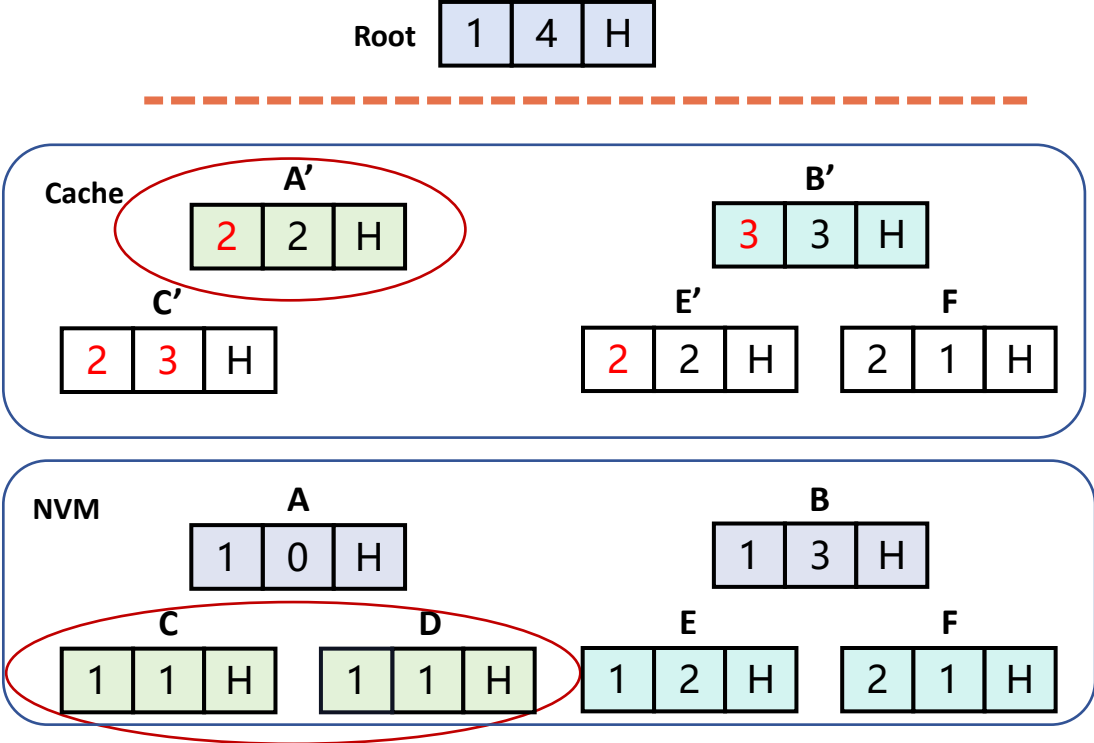 Root 1 4 H
Cache
A’ B’
2 2 H 3 3 H
C’ E’ F
2 3 H 2 2 H 2 1 H
NVM
A B
1 0 H 1 3 H
C D E F
1 1 H 1 1 H 1 2 H 2 1 H